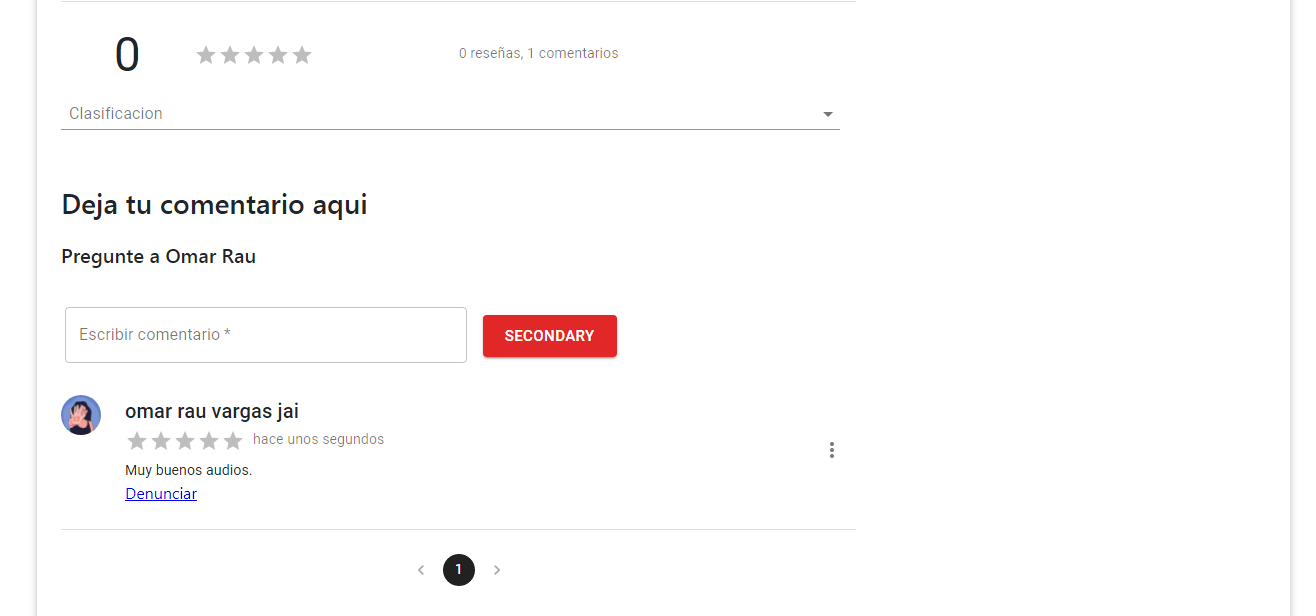 0
0 reseñas, 1 comentarios
Clasificacion
Deja tu comentario aqui
Pregunte a Omar Rau
Escribir comentario *
SECONDARY
omar rau vargas jai
hace unos segundos
Muy buenos audios.
Denunciar
1